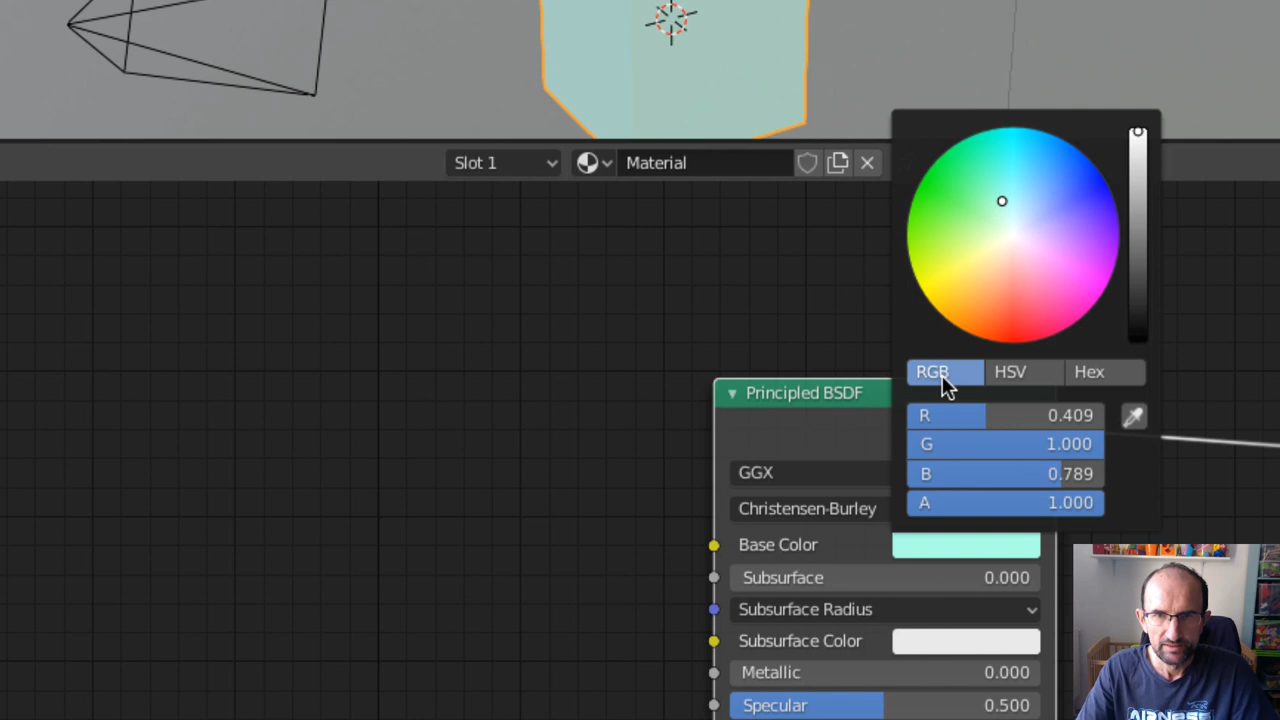 Slot 1 Material
RGB HSV Hex
R 0.409
G 1.000
B 0.789
A 1.000
Principled BSDF
GGX
Christensen-Burley
Base Color
Subsurface 0.000
Subsurface Radius
Subsurface Color
Metallic 0.000
Specular 0.500